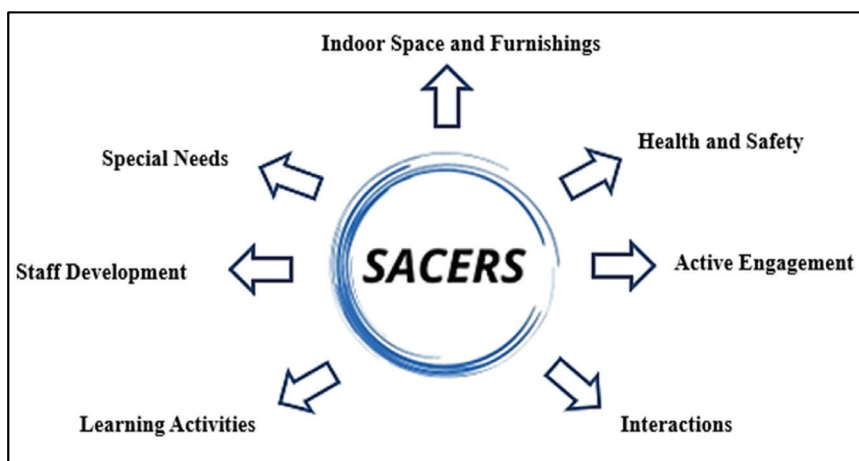 Indoor Space and Furnishings
Health and Safety
Special Needs
SACERS
Staff Development
Active Engagement
Learning Activities
Interactions